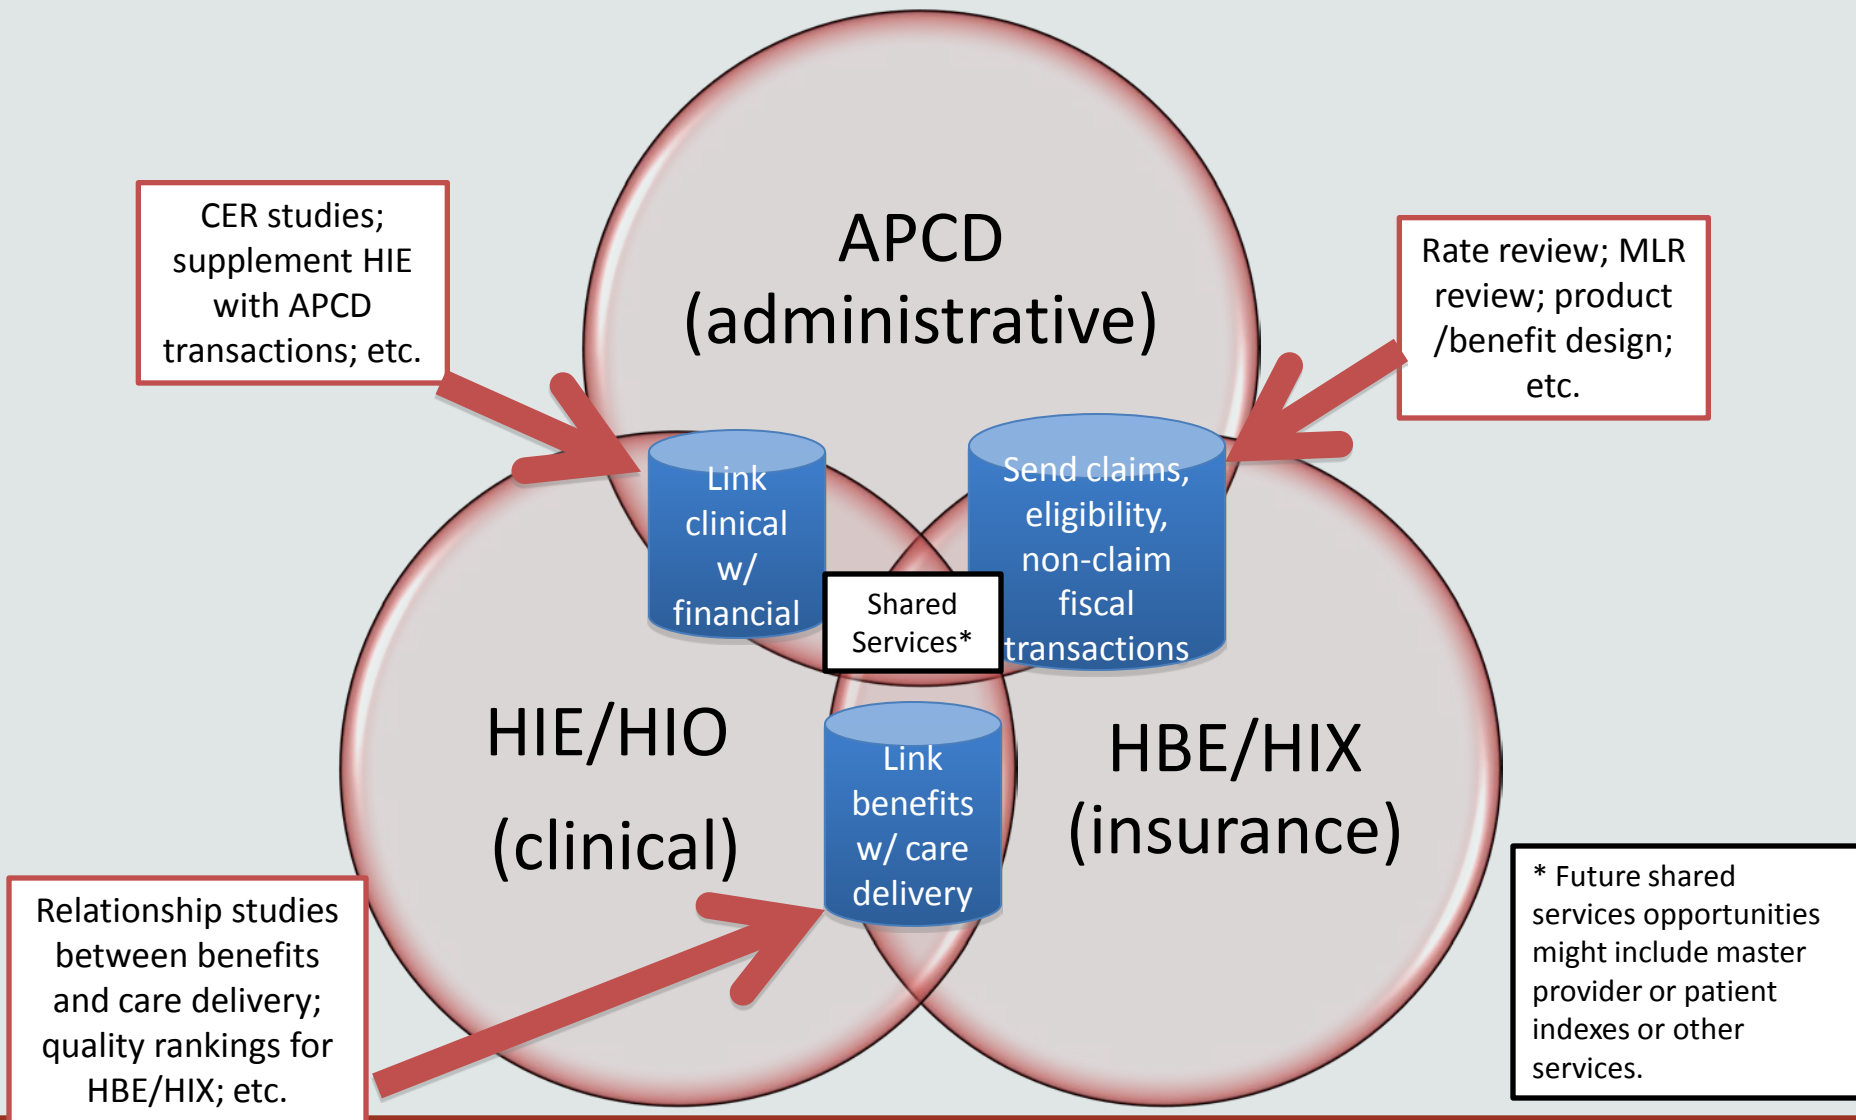 APCD
(administrative)
CER studies;
supplement HIE
with APCD
transactions; etc.
Rate review; MLR
review; product
/benefit design;
etc.
Link
clinical
w/
financial
Send claims,
eligibility,
non-claim
fiscal
transactions
Shared
Services*
HIE/HIO
(clinical)
HBE/HIX
(insurance)
Link
benefits
w/ care
delivery
Relationship studies
between benefits
and care delivery;
quality rankings for
HBE/HIX; etc.
* Future shared
services opportunities
might include master
provider or patient
indexes or other
services.